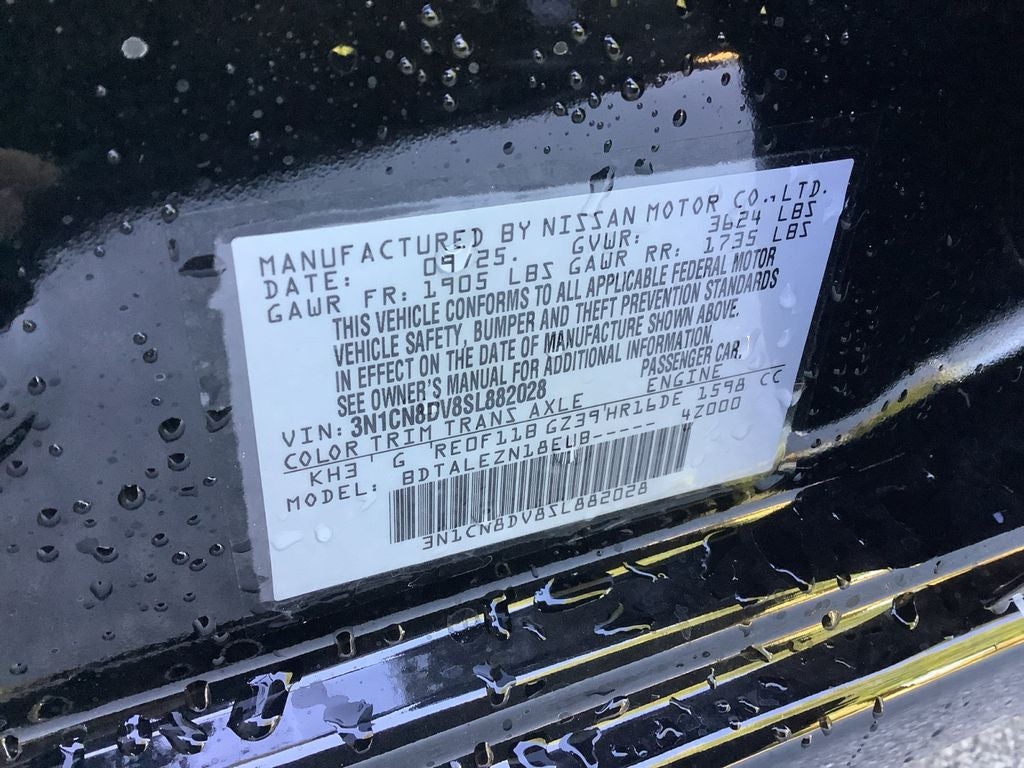 MANUFACTURED BY NISSAN MOTOR CO.,LTD.
DATE: 09/25. GVWR: 3624 LBS
GAWR FR: 1905 LBS GAWR RR: 1735 LBS
THIS VEHICLE CONFORMS TO ALL APPLICABLE FEDERAL MOTOR
VEHICLE SAFETY, BUMPER AND THEFT PREVENTION STANDARDS
IN EFFECT ON THE DATE OF MANUFACTURE SHOWN ABOVE.
SEE OWNER'S MANUAL FOR ADDITIONAL INFORMATION.
VIN: 3N1CN8DV8SL882028 PASSENGER CAR.
COLOR TRIM TRANS AXLE ENGINE
KH3 G RE0F11B GZ39 HR16DE 1598 CC
MODEL: BDTALEZN18EUB----- 4Z000
3N1CN8DV8SL882028